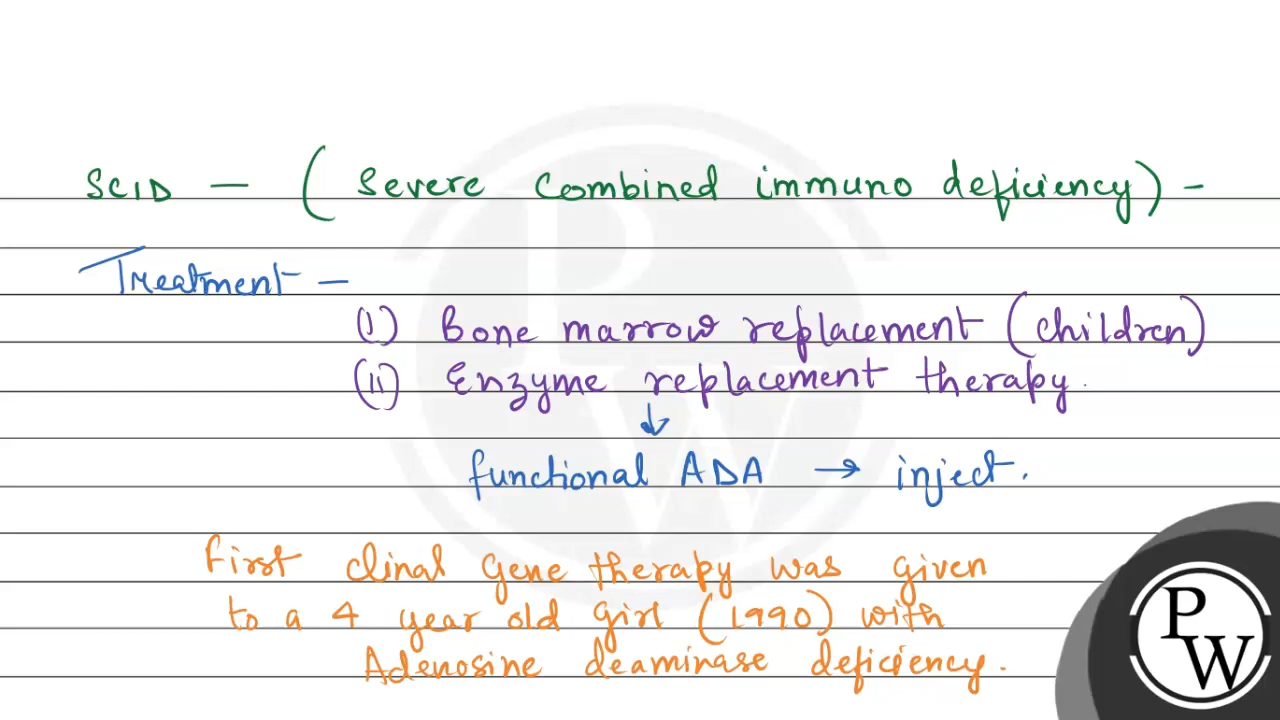 SCID - (Severe Combined immuno deficiency) -
Treatment -
(i) Bone marrow replacement (children)
(ii) Enzyme replacement therapy.
↓
functional ADA → inject.
First clinal Gene therapy was given
to a 4 year old girl (1990) with
Adenosine deaminase deficiency.
P
W
PW